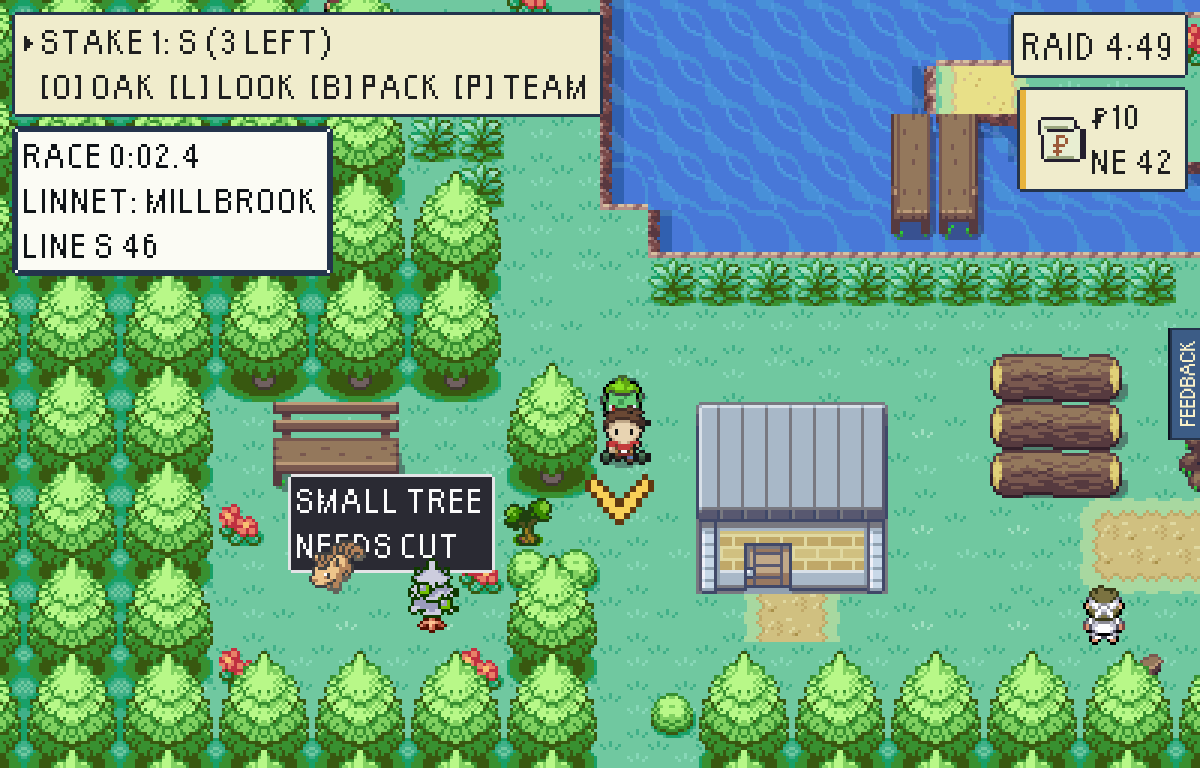 ▸STAKE 1: S (3 LEFT)
[O] OAK [L] LOOK [B] PACK [P] TEAM
RAID 4:49
₽10
NE 42
RACE 0:02.4
LINNET: MILLBROOK
LINE S 46
FEEDBACK
SMALL TREE
NEEDS CUT